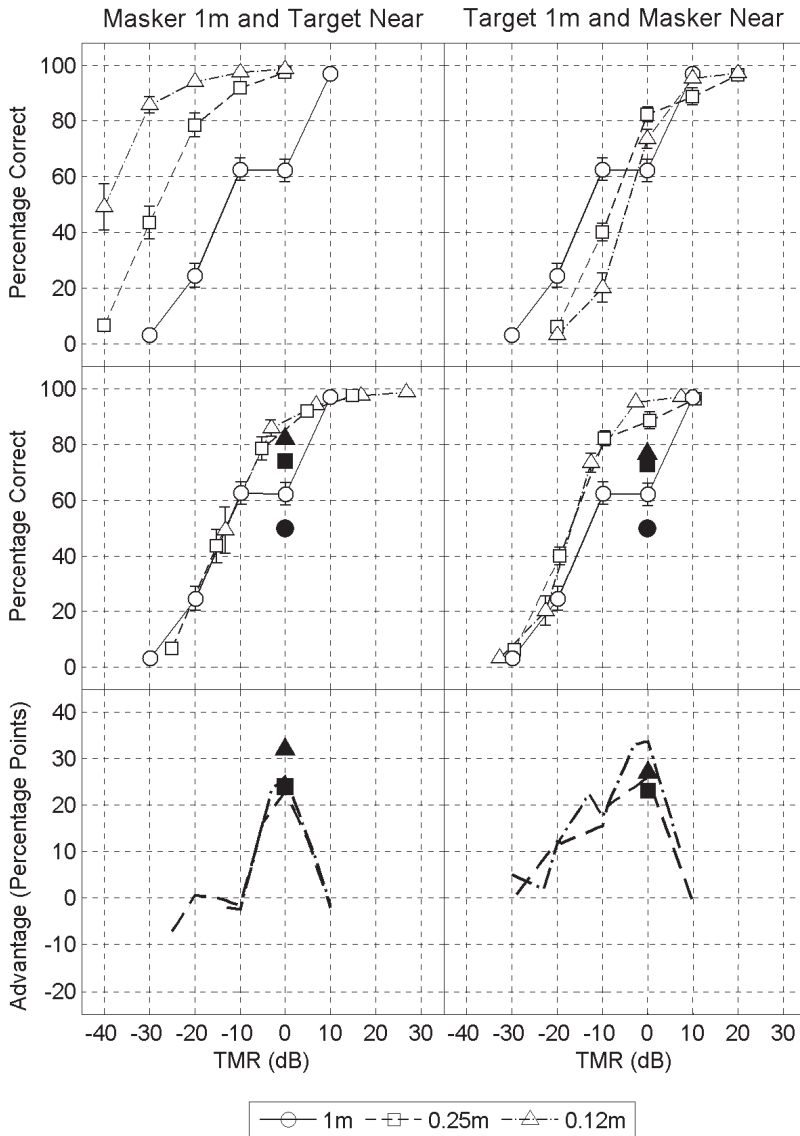 Masker 1m and Target Near
Target 1m and Masker Near
Percentage Correct
100
80
60
40
20
0
Percentage Correct
100
80
60
40
20
0
Advantage (Percentage Points)
40
30
20
10
0
-10
-20
-40 -30 -20 -10 0 10 20 30
TMR (dB)
-40 -30 -20 -10 0 10 20 30
TMR (dB)
1m 0.25m 0.12m